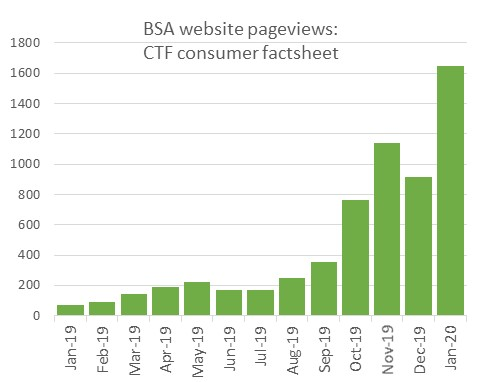 BSA website pageviews:
CTF consumer factsheet
1800
1600
1400
1200
1000
800
600
400
200
0
Jan-19
Feb-19
Mar-19
Apr-19
May-19
Jun-19
Jul-19
Aug-19
Sep-19
Oct-19
Nov-19
Dec-19
Jan-20